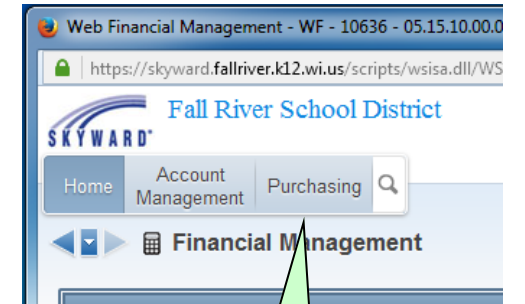 Web Financial Management - WF - 10636 - 05.15.10.00.0
https://skyward.fallriver.k12.wi.us/scripts/wsisa.dll/WS
Fall River School District
SKYWARD
Home
Account
Management
Purchasing
Financial Management